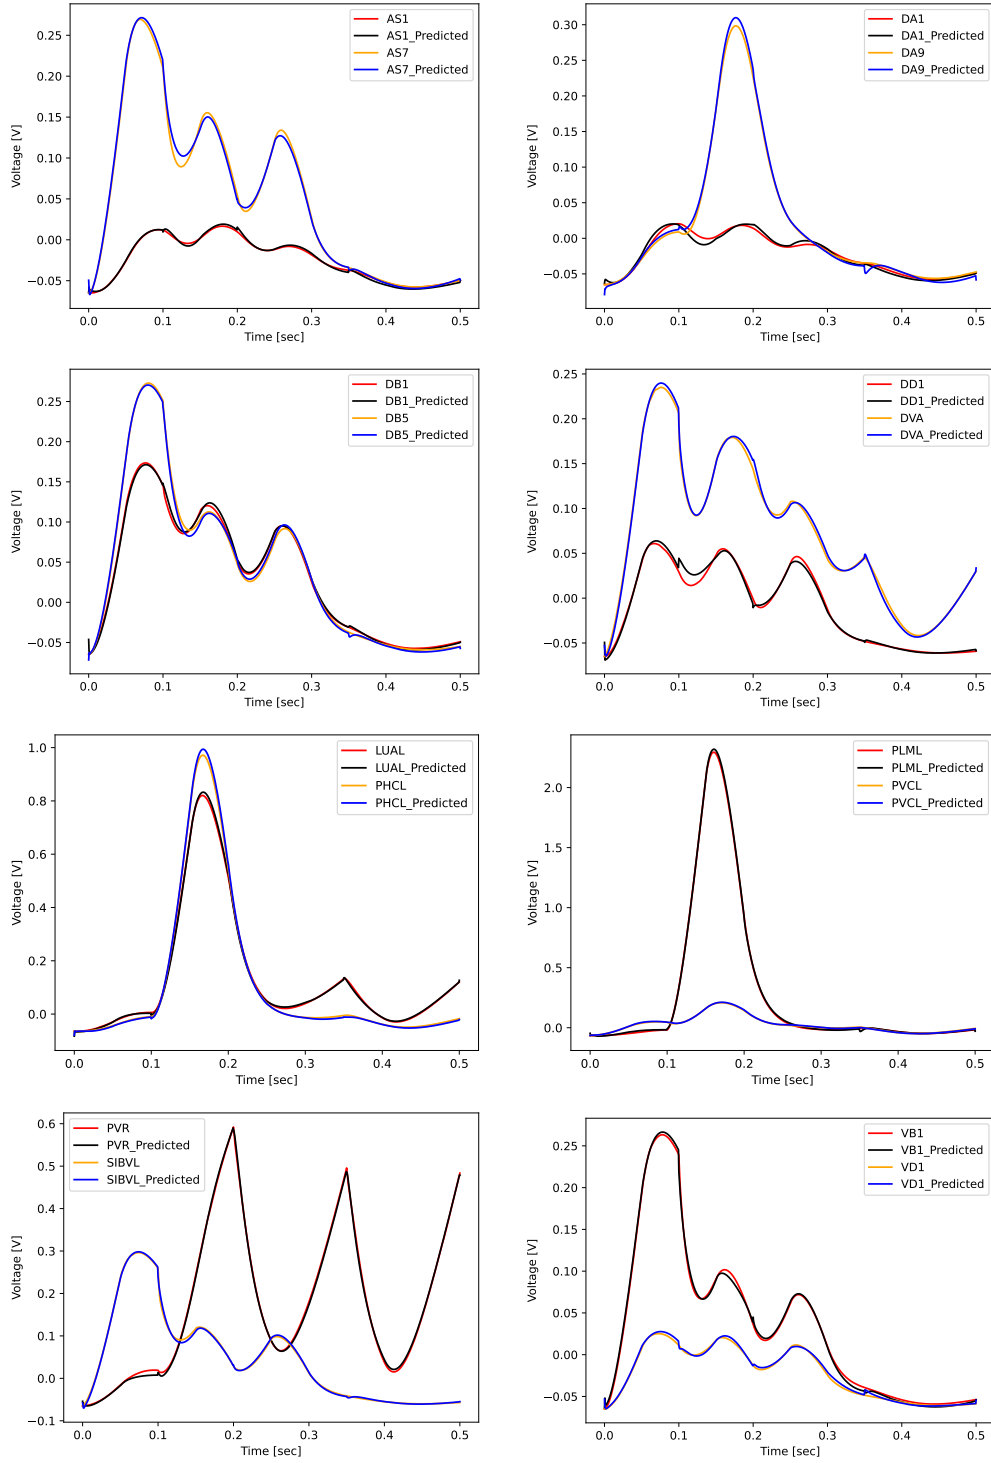 AS1
AS1_Predicted
AS7
AS7_Predicted
Voltage [V]
0.25
0.20
0.15
0.10
0.05
0.00
−0.05
0.0 0.1 0.2 0.3 0.4 0.5
Time [sec]
DA1
DA1_Predicted
DA9
DA9_Predicted
Voltage [V]
0.30
0.25
0.20
0.15
0.10
0.05
0.00
−0.05
0.0 0.1 0.2 0.3 0.4 0.5
Time [sec]
DB1
DB1_Predicted
DB5
DB5_Predicted
Voltage [V]
0.25
0.20
0.15
0.10
0.05
0.00
−0.05
0.0 0.1 0.2 0.3 0.4 0.5
Time [sec]
DD1
DD1_Predicted
DVA
DVA_Predicted
Voltage [V]
0.25
0.20
0.15
0.10
0.05
0.00
−0.05
0.0 0.1 0.2 0.3 0.4 0.5
Time [sec]
LUAL
LUAL_Predicted
PHCL
PHCL_Predicted
Voltage [V]
1.0
0.8
0.6
0.4
0.2
0.0
0.0 0.1 0.2 0.3 0.4 0.5
Time [sec]
PLML
PLML_Predicted
PVCL
PVCL_Predicted
Voltage [V]
2.0
1.5
1.0
0.5
0.0
0.0 0.1 0.2 0.3 0.4 0.5
Time [sec]
PVR
PVR_Predicted
SIBVL
SIBVL_Predicted
Voltage [V]
0.6
0.5
0.4
0.3
0.2
0.1
0.0
−0.1
0.0 0.1 0.2 0.3 0.4 0.5
Time [sec]
VB1
VB1_Predicted
VD1
VD1_Predicted
Voltage [V]
0.25
0.20
0.15
0.10
0.05
0.00
−0.05
0.0 0.1 0.2 0.3 0.4 0.5
Time [sec]